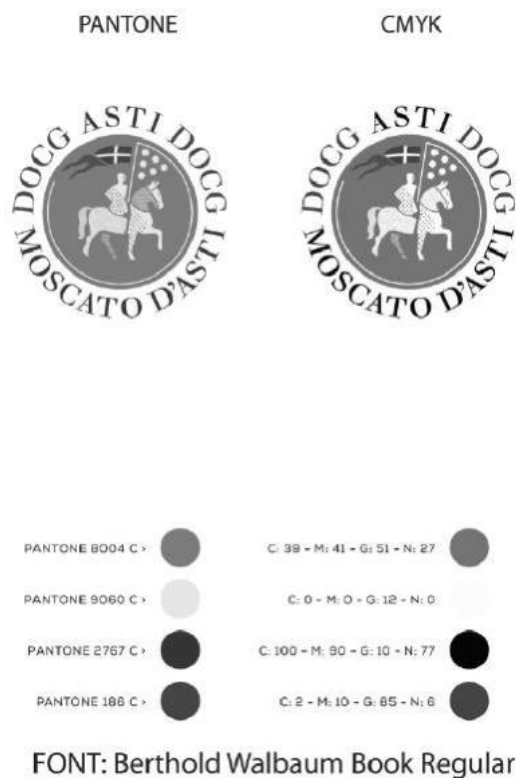 PANTONE
CMYK
DOCG ASTI DOCG
MOSCATO D'ASTI
DOCG ASTI DOCG
MOSCATO D'ASTI
PANTONE 8004 C >
C: 39 - M: 41 - G: 51 - N: 27
PANTONE 9060 C >
C: 0 - M: 0 - G: 12 - N: 0
PANTONE 2767 C >
C: 100 - M: 90 - G: 10 - N: 77
PANTONE 186 C >
C: 2 - M: 10 - G: 85 - N: 6
FONT: Berthold Walbaum Book Regular